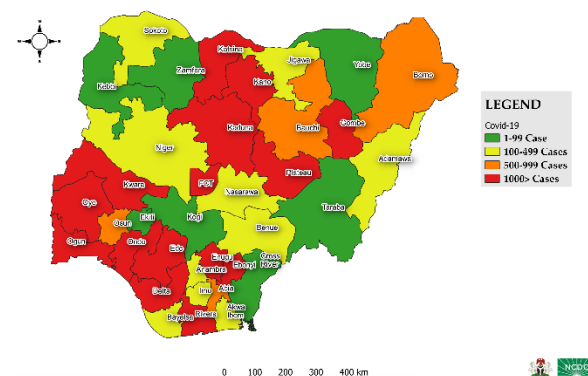 Sokoto
Katsina
Jigawa
Yobe
Borno
Kebbi
Zamfara
Kano
Kaduna
Bauchi
Gombe
Niger
Adamawa
Kwara
FCT
Plateau
Nasarawa
Oyo
Taraba
Osun
Ekiti
Kogi
Benue
Ogun
Ondo
Edo
Enugu
Ebonyi
Cross
River
Anambra
Delta
Imo
Abia
Akwa
Ibom
Bayelsa
Rivers
LEGEND
Covid-19
1-99 Case
100-499 Cases
500-999 Cases
1000> Cases
0 100 200 300 400 km
NCDC